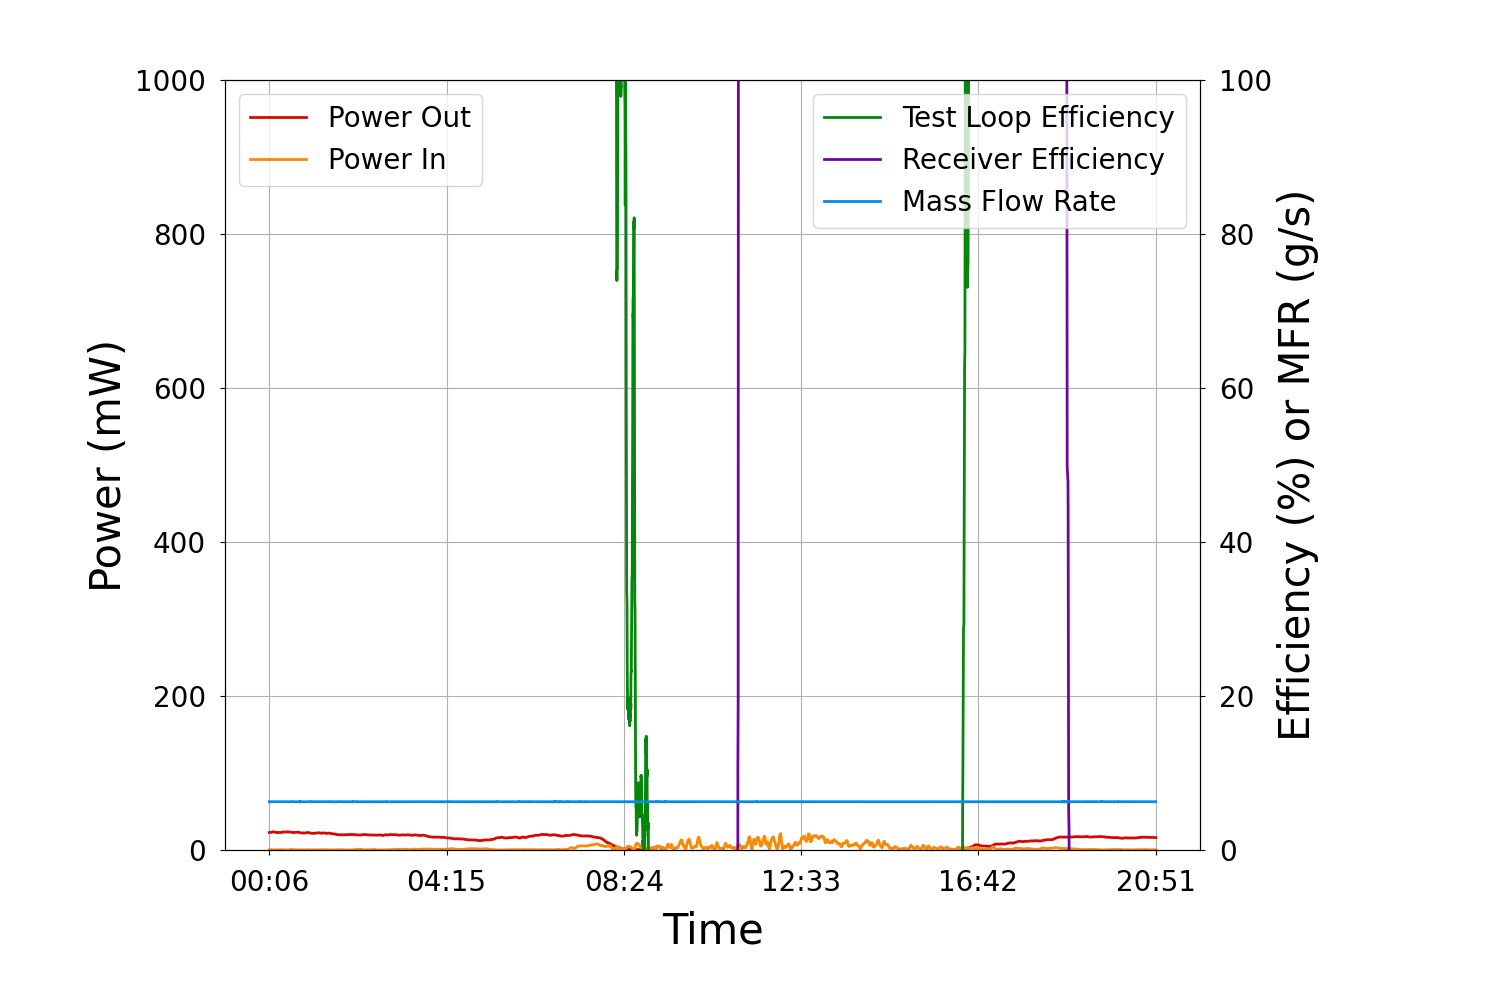 Power Out
Power In
Test Loop Efficiency
Receiver Efficiency
Mass Flow Rate
1000
800
600
400
200
0
100
80
60
40
20
0
Power (mW)
Efficiency (%) or MFR (g/s)
00:06
04:15
08:24
12:33
16:42
20:51
Time